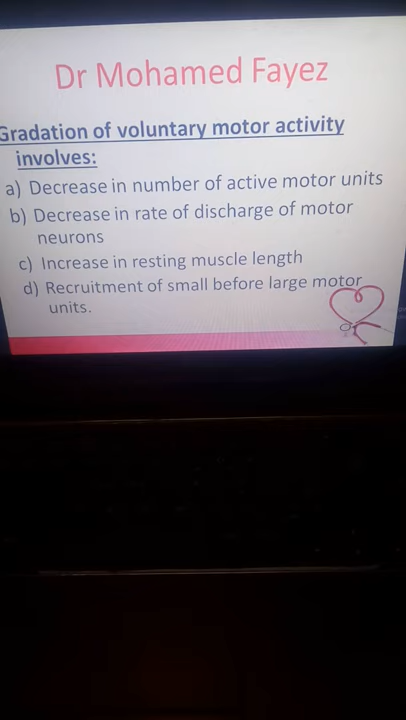 Dr Mohamed Fayez
Gradation of voluntary motor activity
involves:
a) Decrease in number of active motor units
b) Decrease in rate of discharge of motor
neurons
c) Increase in resting muscle length
d) Recruitment of small before large motor
units.